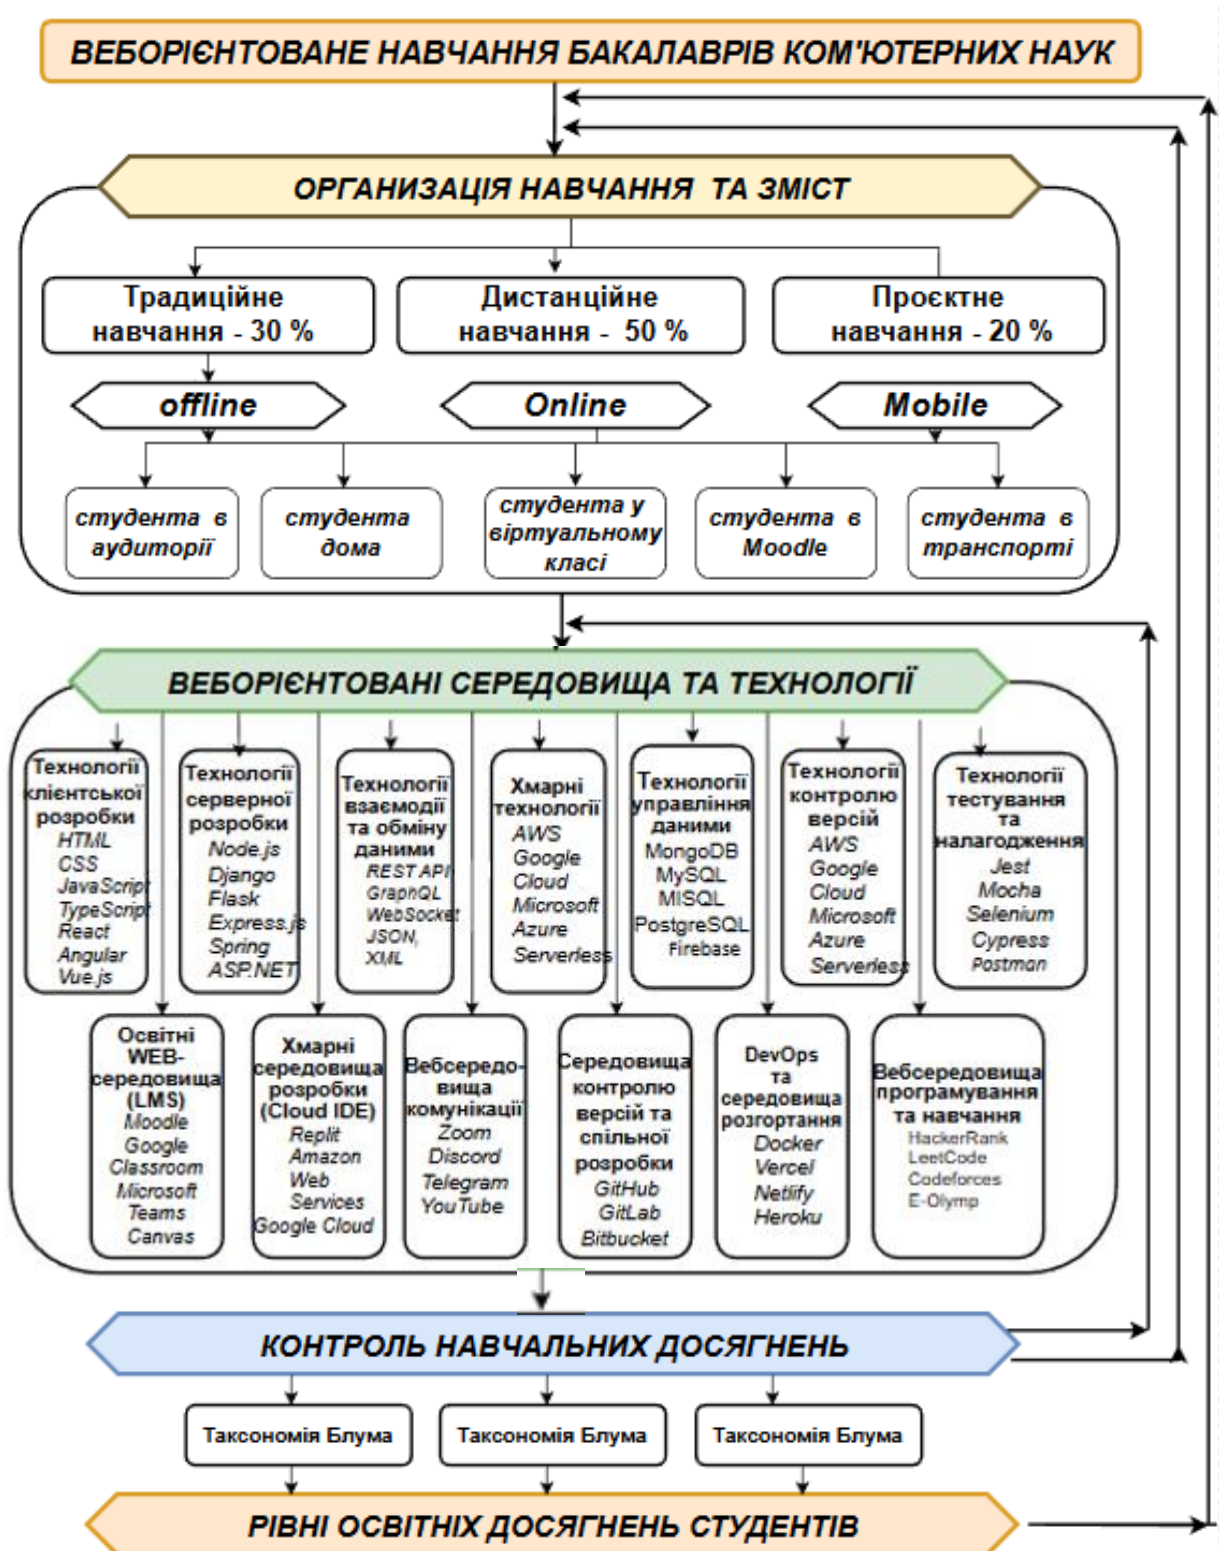 ВЕБОРІЄНТОВАНЕ НАВЧАННЯ БАКАЛАВРІВ КОМ'ЮТЕРНИХ НАУК
ОРГАНИЗАЦІЯ НАВЧАННЯ ТА ЗМІСТ
Традиційне
навчання - 30 %
Дистанційне
навчання - 50 %
Проєктне
навчання - 20 %
offline
Online
Mobile
студента в
аудиторії
студента
дома
студента у
віртуальному
класі
студента в
Moodle
студента в
транспорті
ВЕБОРІЄНТОВАНІ СЕРЕДОВИЩА ТА ТЕХНОЛОГІЇ
Технології
клієнтської
розробки
HTML
CSS
JavaScript
TypeScript
React
Angular
Vue.js
Технології
серверної
розробки
Node.js
Django
Flask
Express.js
Spring
ASP.NET
Технології
взаємодії
та обміну
даними
REST API
GraphQL
WebSocket
JSON,
XML
Хмарні
технології
AWS
Google
Cloud
Microsoft
Azure
Serverless
Технології
управління
даними
MongoDB
MySQL
MISQL
PostgreSQL
Firebase
Технології
контролю
версій
AWS
Google
Cloud
Microsoft
Azure
Serverless
Технології
тестування
та
налагодження
Jest
Mocha
Selenium
Cypress
Postman
Освітні
WEB-
середовища
(LMS)
Moodle
Google
Classroom
Microsoft
Teams
Canvas
Хмарні
середовища
розробки
(Cloud IDE)
Replit
Amazon
Web
Services
Google Cloud
Вебсередо-
вища
комунікації
Zoom
Discord
Telegram
YouTube
Середовища
контролю
версій та
спільної
розробки
GitHub
GitLab
Bitbucket
DevOps
та
середовища
розгортання
Docker
Vercel
Netlify
Heroku
Вебсередовища
програмування
та навчання
HackerRank
LeetCode
Codeforces
E-Olymp
КОНТРОЛЬ НАВЧАЛЬНИХ ДОСЯГНЕНЬ
Таксономія Блума
Таксономія Блума
Таксономія Блума
РІВНІ ОСВІТНІХ ДОСЯГНЕНЬ СТУДЕНТІВ